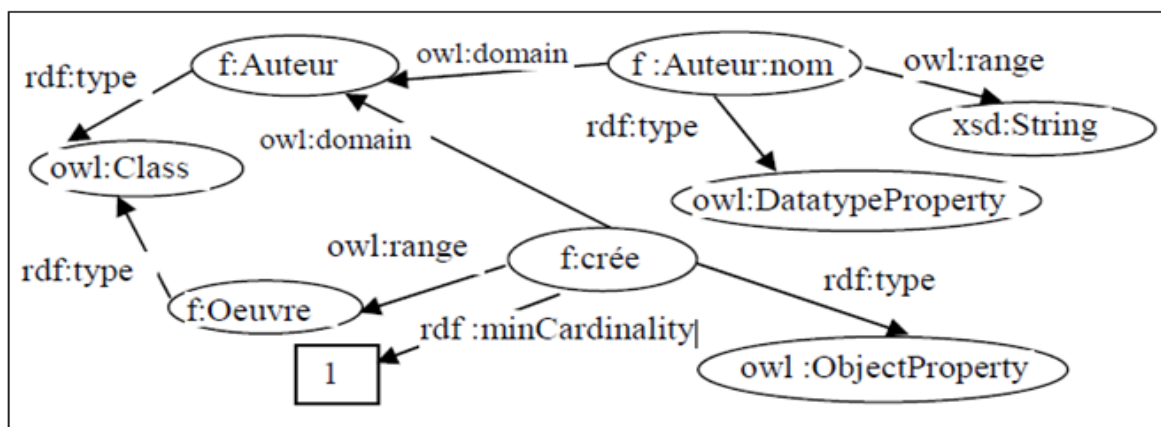 f:Auteur
owl:domain
f :Auteur:nom
owl:range
rdf:type
xsd:String
owl:domain
rdf:type
owl:Class
owl:DatatypeProperty
owl:range
f:crée
rdf:type
rdf:type
f:Oeuvre
rdf :minCardinality
1
owl :ObjectProperty